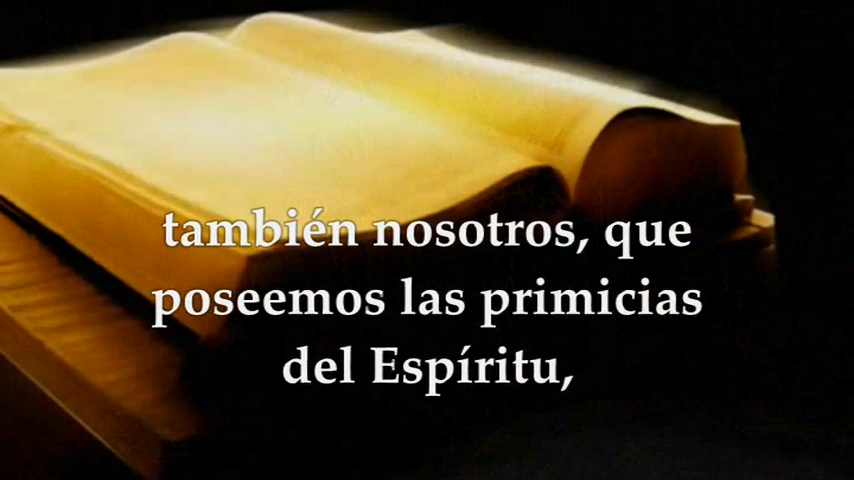 también nosotros, que
poseemos las primicias
del Espíritu,